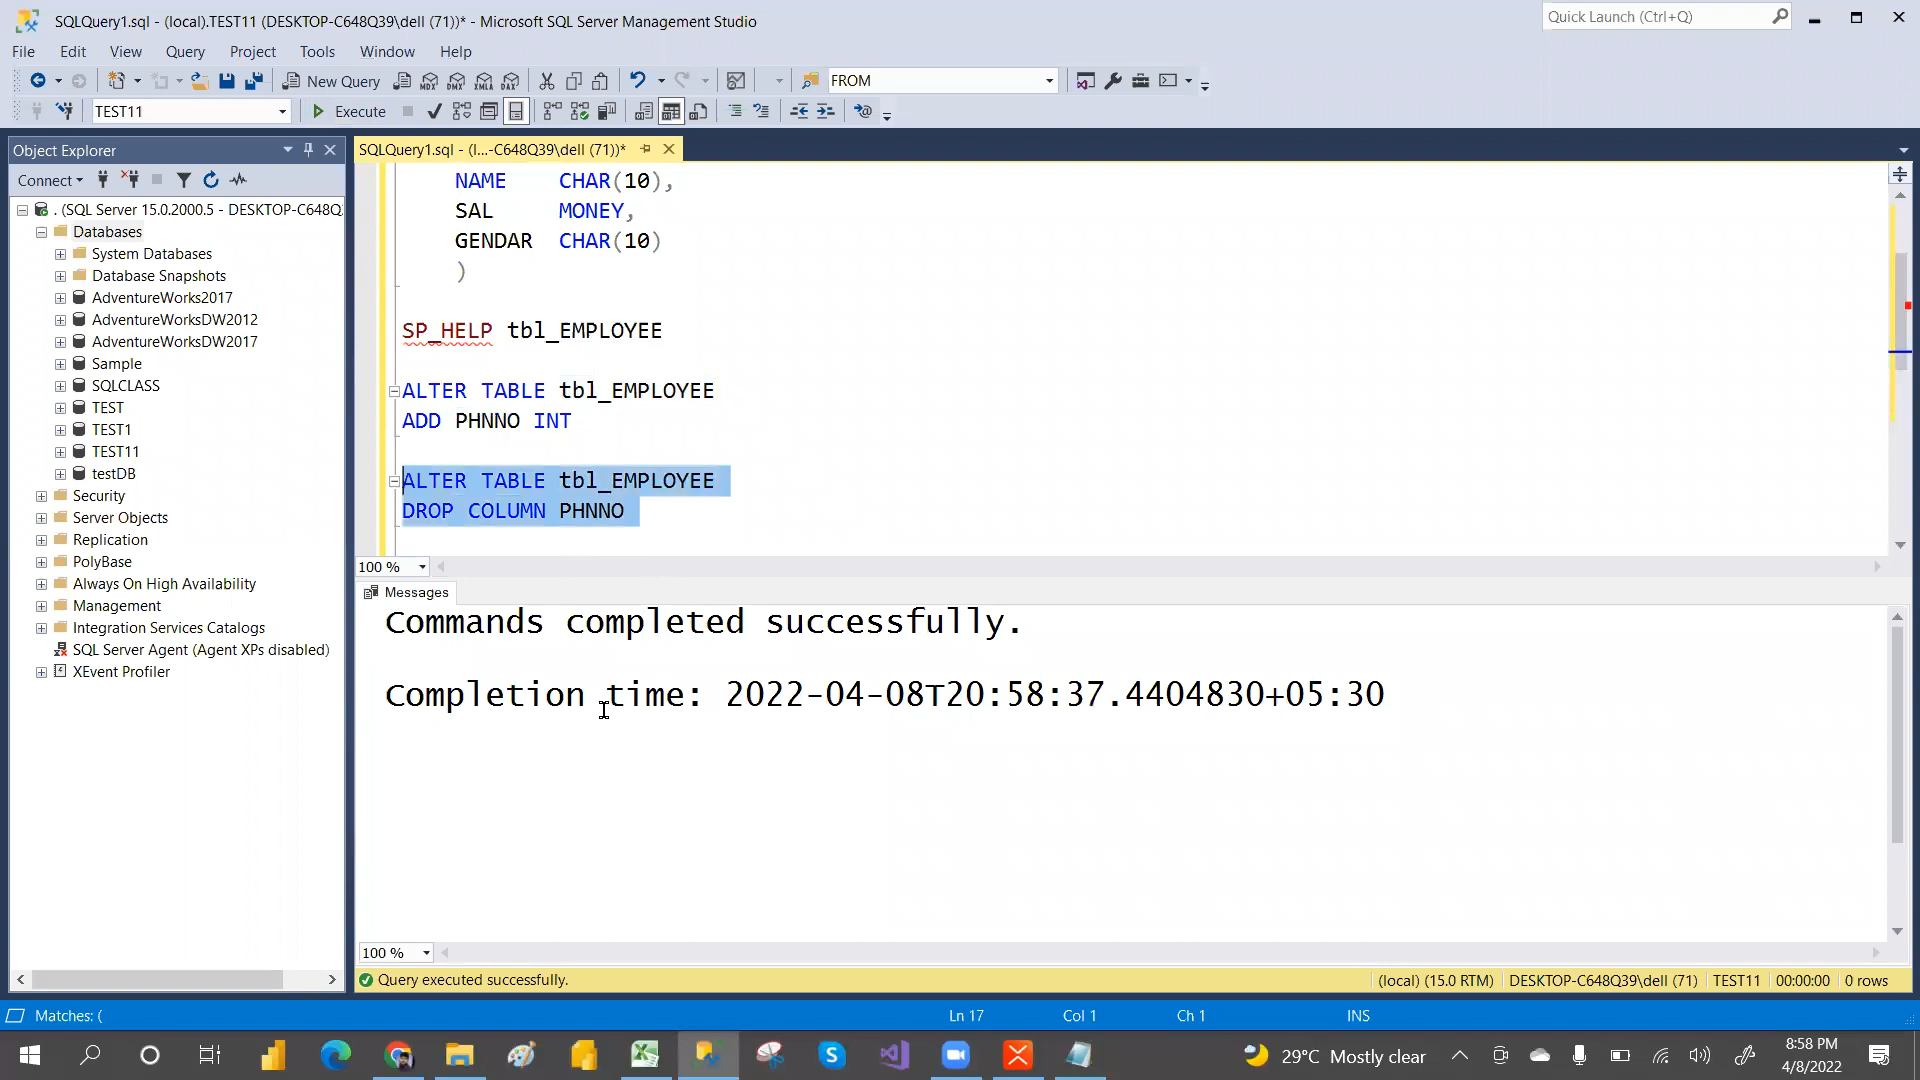 SQLQuery1.sql - (local).TEST11 (DESKTOP-C648Q39\dell (71))* - Microsoft SQL Server Management Studio
Quick Launch (Ctrl+Q)
File Edit View Query Project Tools Window Help
New Query
MDX DMX XMLA DAX
FROM
TEST11
Execute
Object Explorer
SQLQuery1.sql - (l...-C648Q39\dell (71))*
Connect
. (SQL Server 15.0.2000.5 - DESKTOP-C648Q
Databases
System Databases
Database Snapshots
AdventureWorks2017
AdventureWorksDW2012
AdventureWorksDW2017
Sample
SQLCLASS
TEST
TEST1
TEST11
testDB
Security
Server Objects
Replication
PolyBase
Always On High Availability
Management
Integration Services Catalogs
SQL Server Agent (Agent XPs disabled)
XEvent Profiler
NAME CHAR(10),
SAL MONEY,
GENDAR CHAR(10)
)
SP_HELP tbl_EMPLOYEE
ALTER TABLE tbl_EMPLOYEE
ADD PHNNO INT
ALTER TABLE tbl_EMPLOYEE
DROP COLUMN PHNNO
100 %
Messages
Commands completed successfully.
Completion time: 2022-04-08T20:58:37.4404830+05:30
100 %
Query executed successfully.
(local) (15.0 RTM) DESKTOP-C648Q39\dell (71) TEST11 00:00:00 0 rows
Matches: (
Ln 17 Col 1 Ch 1 INS
29°C Mostly clear
8:58 PM
4/8/2022